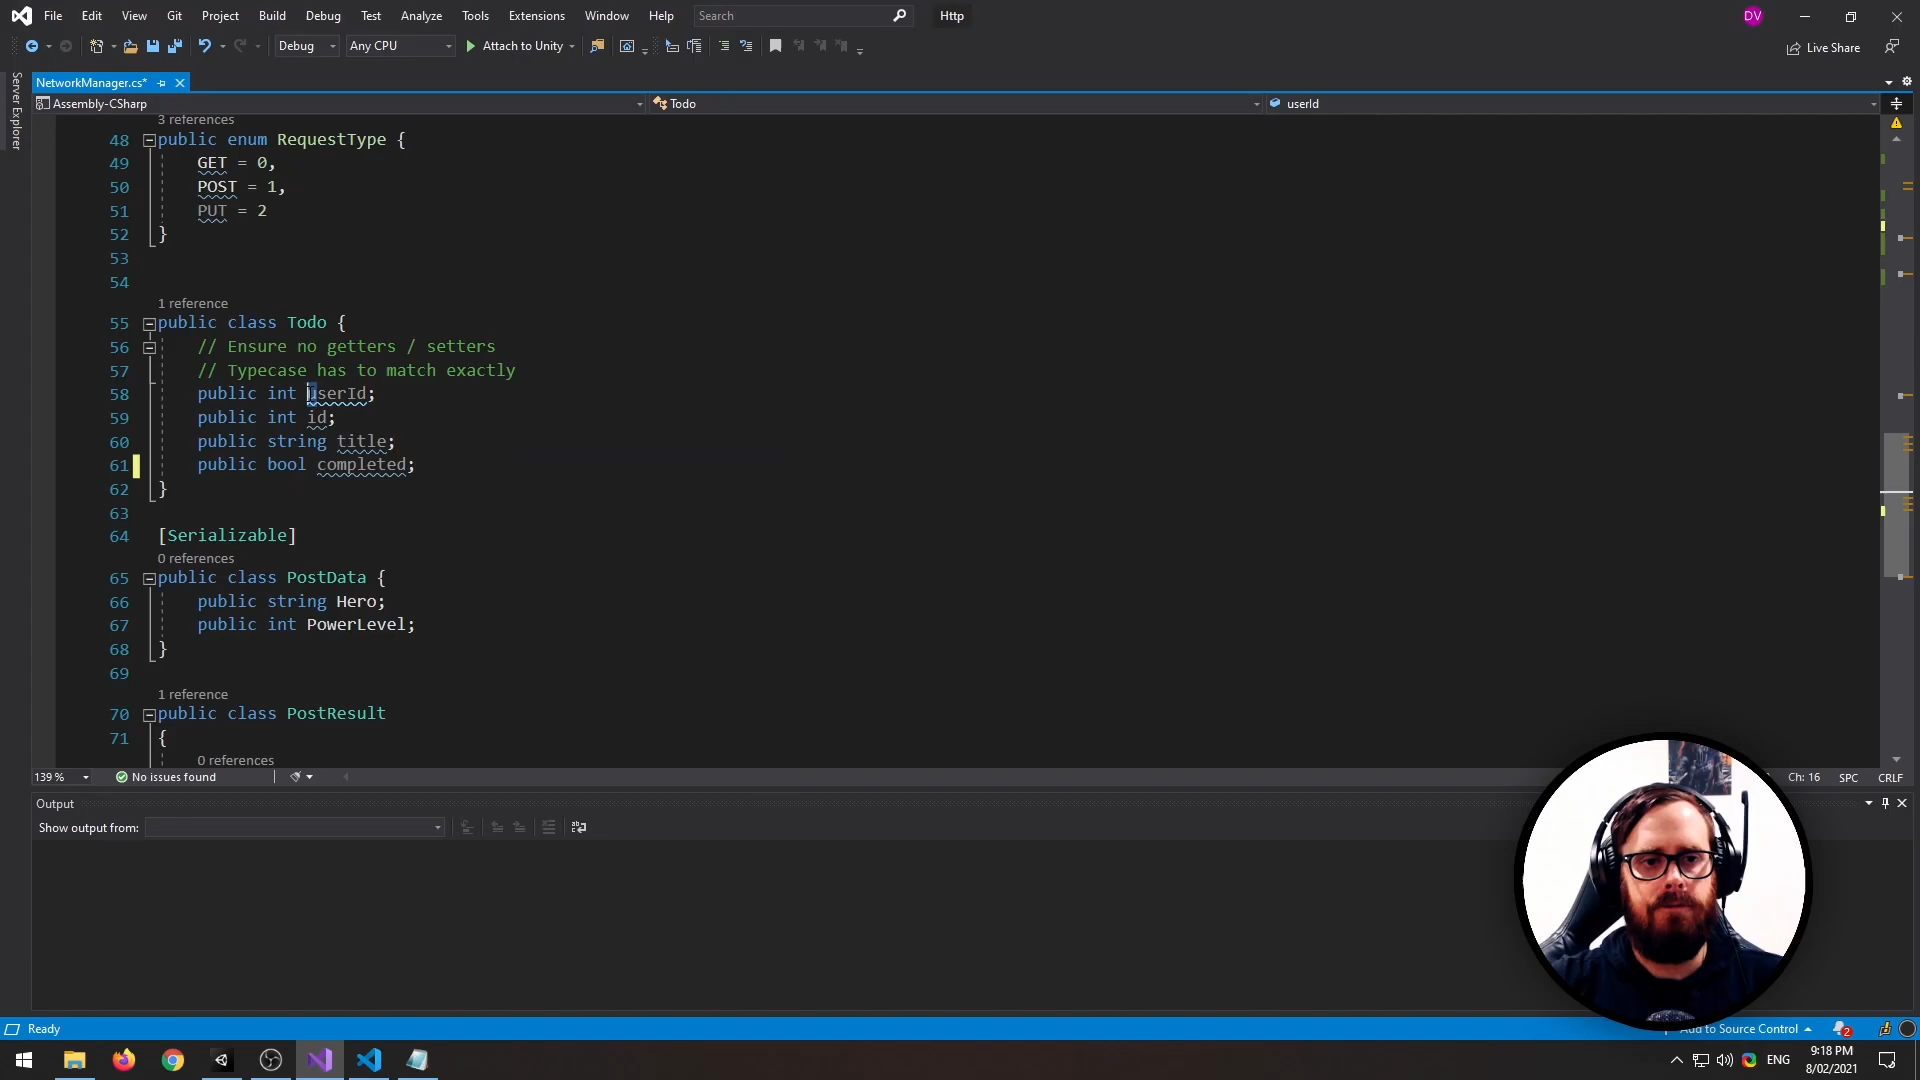 File Edit View Git Project Build Debug Test Analyze Tools Extensions Window Help Search Http DV
Debug Any CPU Attach to Unity Live Share
Server Explorer
NetworkManager.cs*
Assembly-CSharp Todo userId
3 references
48 public enum RequestType {
49 GET = 0,
50 POST = 1,
51 PUT = 2
52 }
53
54
1 reference
55 public class Todo {
56 // Ensure no getters / setters
57 // Typecase has to match exactly
58 public int userId;
59 public int id;
60 public string title;
61 public bool completed;
62 }
63
64 [Serializable]
0 references
65 public class PostData {
66 public string Hero;
67 public int PowerLevel;
68 }
69
1 reference
70 public class PostResult
71 {
0 references
139 % No issues found Ch: 16 SPC CRLF
Output
Show output from:
Ready Add to Source Control 2
ENG 9:18 PM
8/02/2021